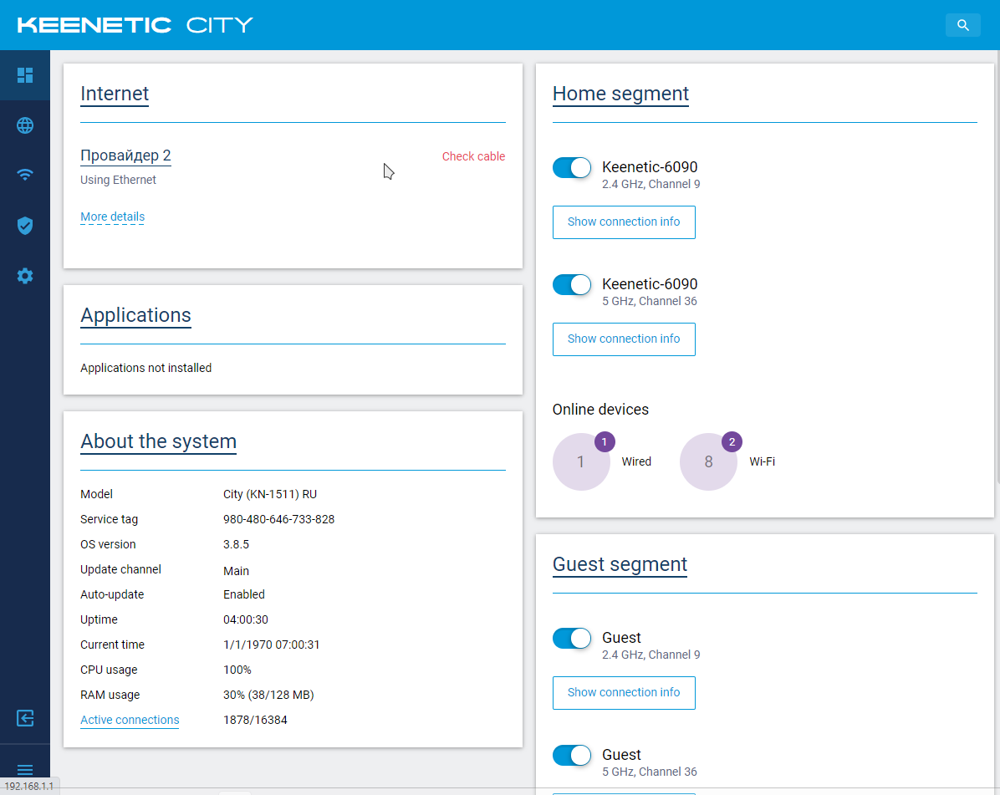 KEENETIC CITY
Internet
Провайдер 2
Check cable
Using Ethernet
More details
Applications
Applications not installed
About the system
Model City (KN-1511) RU
Service tag 980-480-646-733-828
OS version 3.8.5
Update channel Main
Auto-update Enabled
Uptime 04:00:30
Current time 1/1/1970 07:00:31
CPU usage 100%
RAM usage 30% (38/128 MB)
Active connections 1878/16384
Home segment
Keenetic-6090
2.4 GHz, Channel 9
Show connection info
Keenetic-6090
5 GHz, Channel 36
Show connection info
Online devices
1 1 Wired 8 2 Wi-Fi
Guest segment
Guest
2.4 GHz, Channel 9
Show connection info
Guest
5 GHz, Channel 36
192.168.1.1